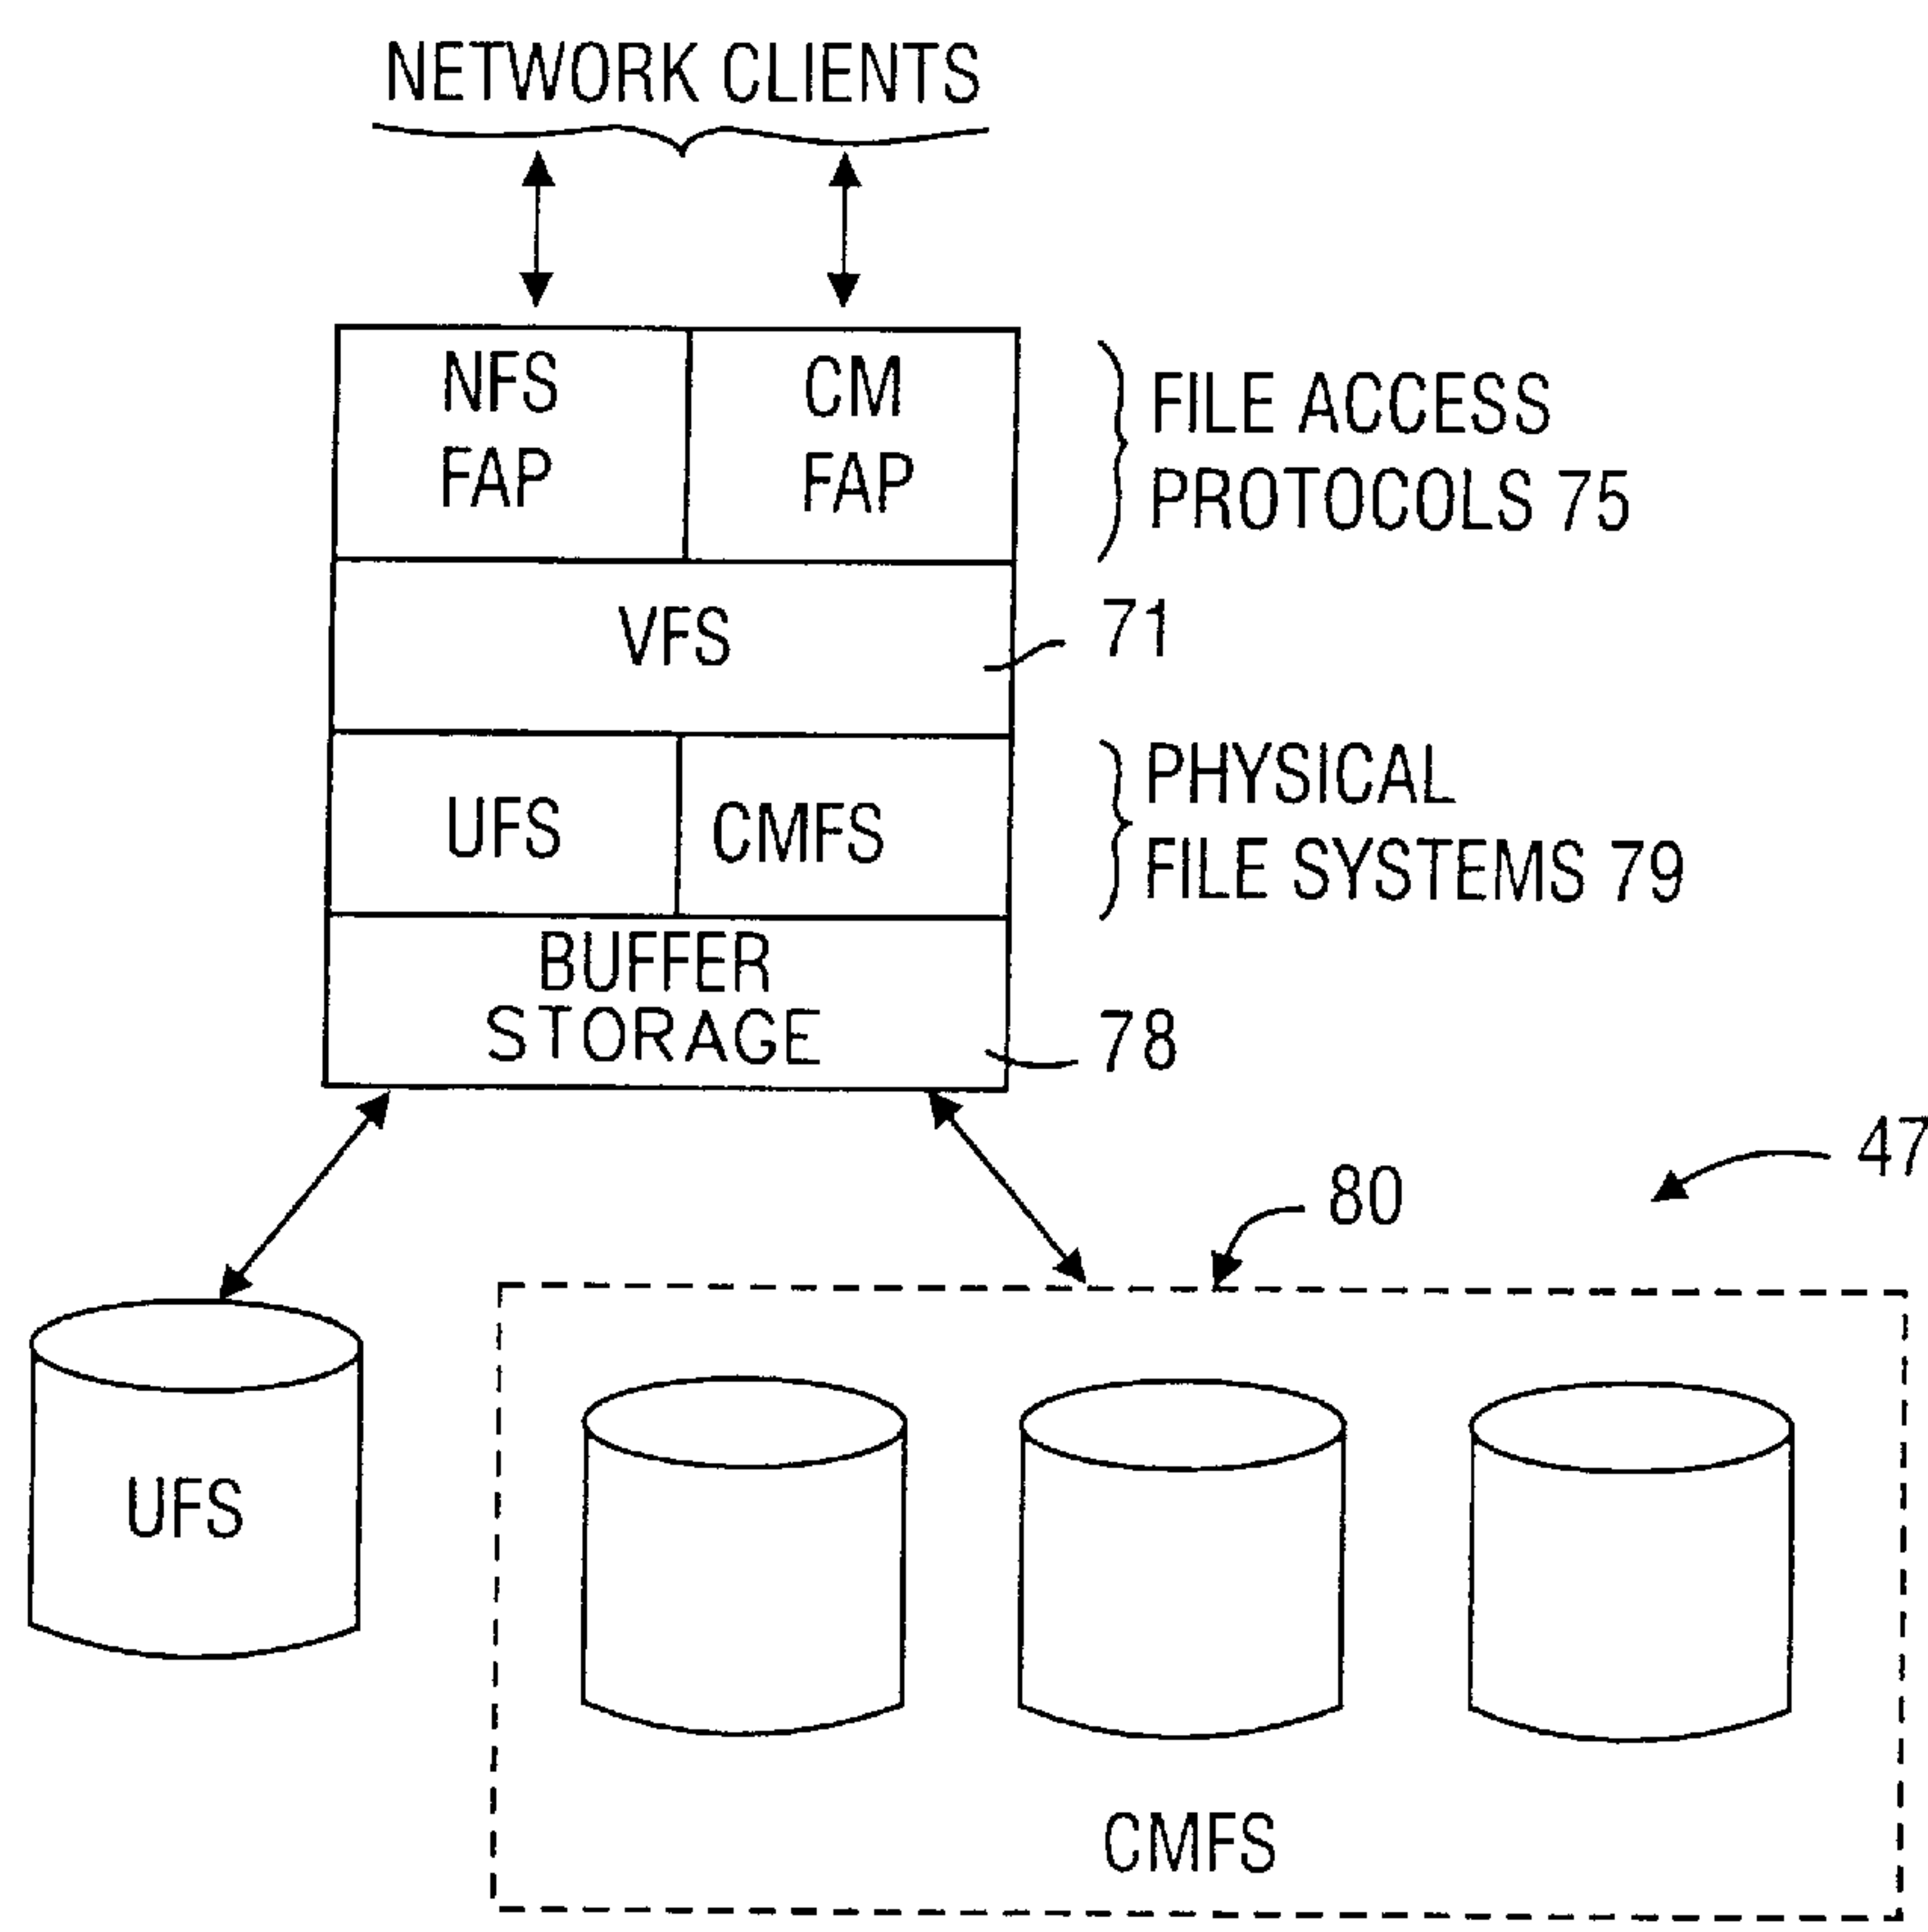 NETWORK CLIENTS
NFS
FAP
CM
FAP
FILE ACCESS
PROTOCOLS 75
VFS
71
UFS
CMFS
PHYSICAL
FILE SYSTEMS 79
BUFFER
STORAGE
78
47
80
UFS
CMFS